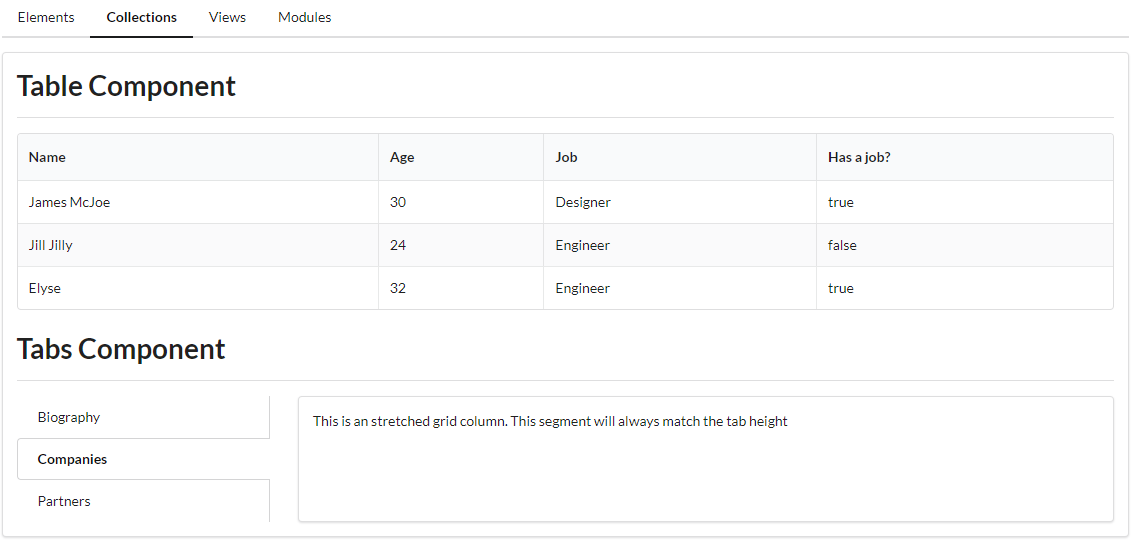 Elements Collections Views Modules
Table Component
Name Age Job Has a job?
James McJoe 30 Designer true
Jill Jilly 24 Engineer false
Elyse 32 Engineer true
Tabs Component
Biography
This is an stretched grid column. This segment will always match the tab height
Companies
Partners